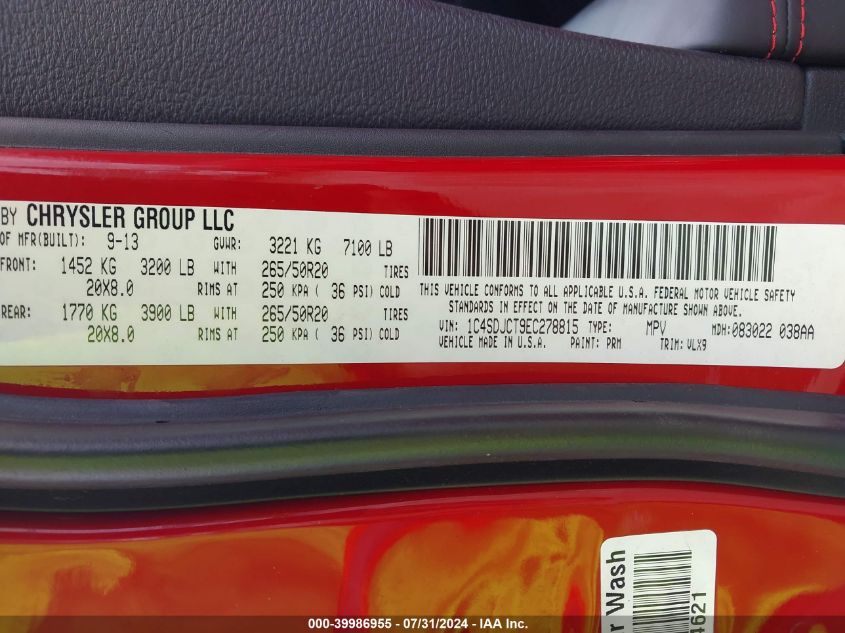 BY CHRYSLER GROUP LLC
OF MFR(BUILT): 9-13 GVWR: 3221 KG 7100 LB
FRONT: 1452 KG 3200 LB WITH 265/50R20 TIRES
20X8.0 RIMS AT 250 KPA ( 36 PSI) COLD
REAR: 1770 KG 3900 LB WITH 265/50R20 TIRES
20X8.0 RIMS AT 250 KPA ( 36 PSI) COLD
THIS VEHICLE CONFORMS TO ALL APPLICABLE U.S.A. FEDERAL MOTOR VEHICLE SAFETY
STANDARDS IN EFFECT ON THE DATE OF MANUFACTURE SHOWN ABOVE.
VIN: 1C4SDJCT9EC278815 TYPE: MPV MDH:083022 038AA
VEHICLE MADE IN U.S.A. PAINT: PRM TRIM: VLX9
r Wash
4621
000-39986955 - 07/31/2024 - iaai.com